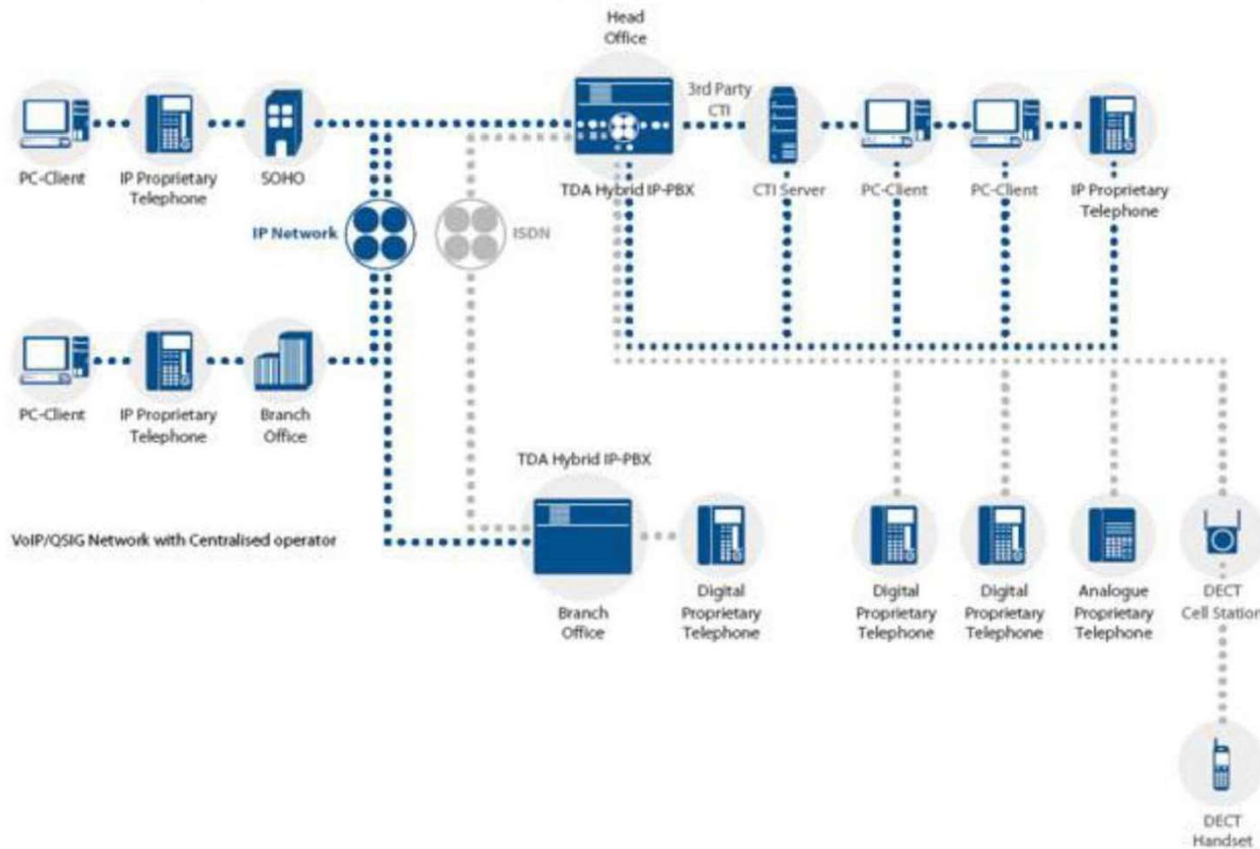 Head
Office
3rd Party
CTI
PC-Client
IP Proprietary
Telephone
SOHO
TDA Hybrid IP-PBX
CTI Server
PC-Client
PC-Client
IP Proprietary
Telephone
IP Network
ISDN
PC-Client
IP Proprietary
Telephone
Branch
Office
TDA Hybrid IP-PBX
VoIP/QSIG Network with Centralised operator
Branch
Office
Digital
Proprietary
Telephone
Digital
Proprietary
Telephone
Digital
Proprietary
Telephone
Analogue
Proprietary
Telephone
DECT
Cell Station
DECT
Handset